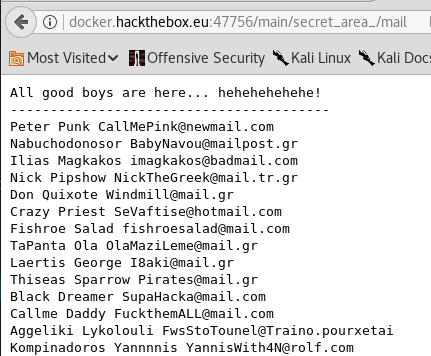 docker.hackthebox.eu:47756/main/secret_area_/mail
Most Visited Offensive Security Kali Linux Kali Docs
All good boys are here... hehehehehehe!
----------------------------------------
Peter Punk CallMePink@newmail.com
Nabuchodonosor BabyNavou@mailpost.gr
Ilias Magkakos imagkakos@badmail.com
Nick Pipshow NickTheGreek@mail.tr.gr
Don Quixote Windmill@mail.gr
Crazy Priest SeVaftise@hotmail.com
Fishroe Salad fishroesalad@mail.com
TaPanta Ola OlaMaziLeme@mail.gr
Laertis George I8aki@mail.gr
Thiseas Sparrow Pirates@mail.gr
Black Dreamer SupaHacka@mail.com
Callme Daddy FuckthemALL@mail.com
Aggeliki Lykolouli FwsStoTounel@Traino.pourxetai
Kompinadoros Yannnnis YannisWith4N@rolf.com